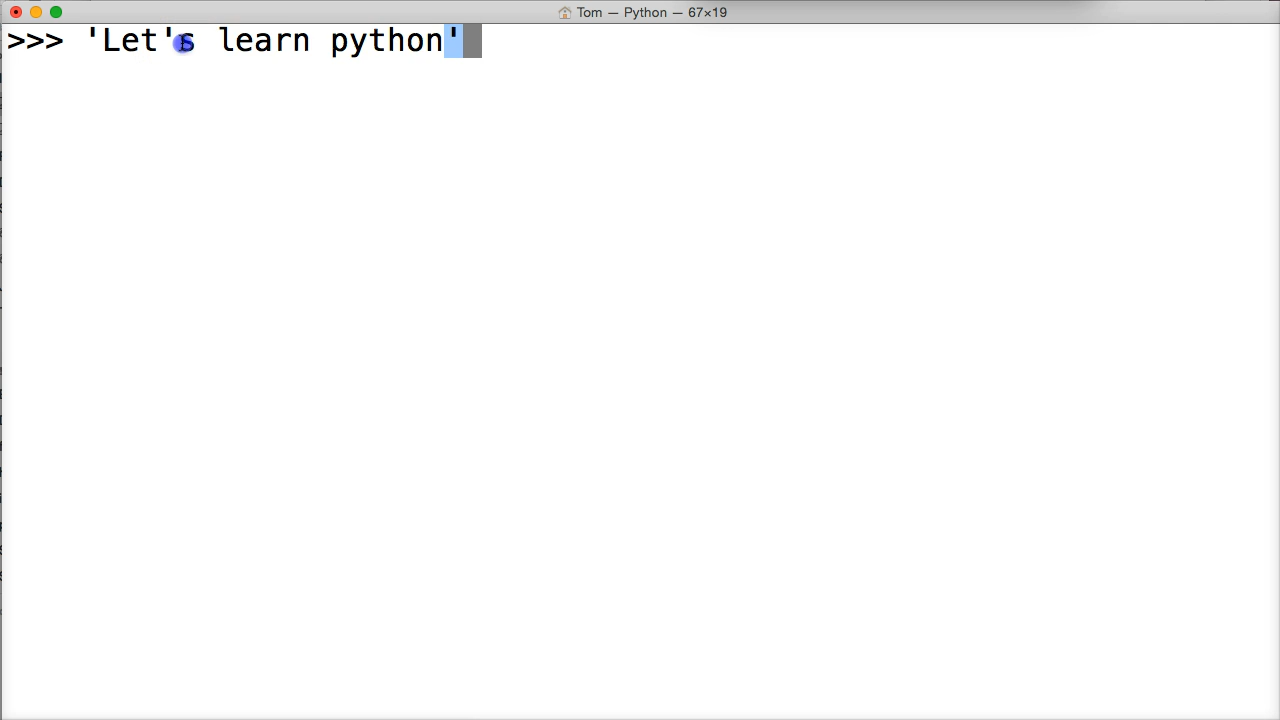 Tom — Python — 67×19
>>> 'Let's learn python'